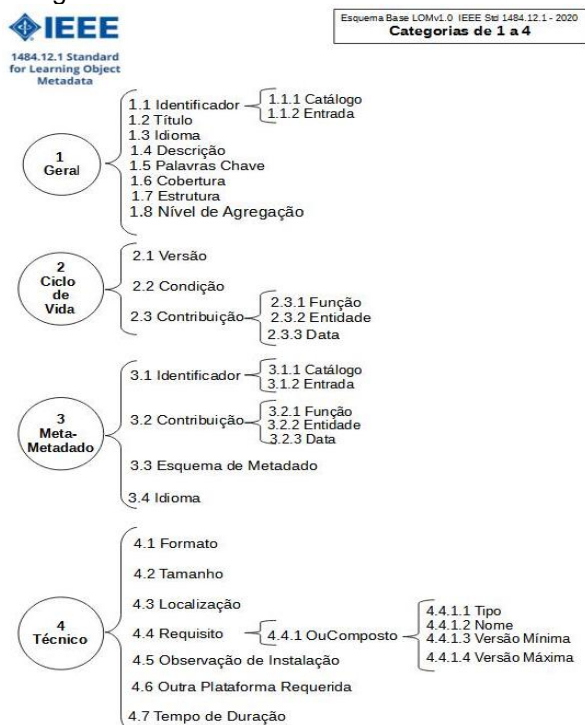 IEEE
1484.12.1 Standard
for Learning Object
Metadata
Esquema Base LOMv1.0 IEEE Std 1484.12.1 - 2020
Categorias de 1 a 4
1
Geral
1.1 Identificador
1.1.1 Catálogo
1.1.2 Entrada
1.2 Título
1.3 Idioma
1.4 Descrição
1.5 Palavras Chave
1.6 Cobertura
1.7 Estrutura
1.8 Nível de Agregação
2
Ciclo
de
Vida
2.1 Versão
2.2 Condição
2.3 Contribuição
2.3.1 Função
2.3.2 Entidade
2.3.3 Data
3
Meta-
Metadado
3.1 Identificador
3.1.1 Catálogo
3.1.2 Entrada
3.2 Contribuição
3.2.1 Função
3.2.2 Entidade
3.2.3 Data
3.3 Esquema de Metadado
3.4 Idioma
4
Técnico
4.1 Formato
4.2 Tamanho
4.3 Localização
4.4 Requisito
4.4.1 OuComposto
4.4.1.1 Tipo
4.4.1.2 Nome
4.4.1.3 Versão Mínima
4.4.1.4 Versão Máxima
4.5 Observação de Instalação
4.6 Outra Plataforma Requerida
4.7 Tempo de Duração